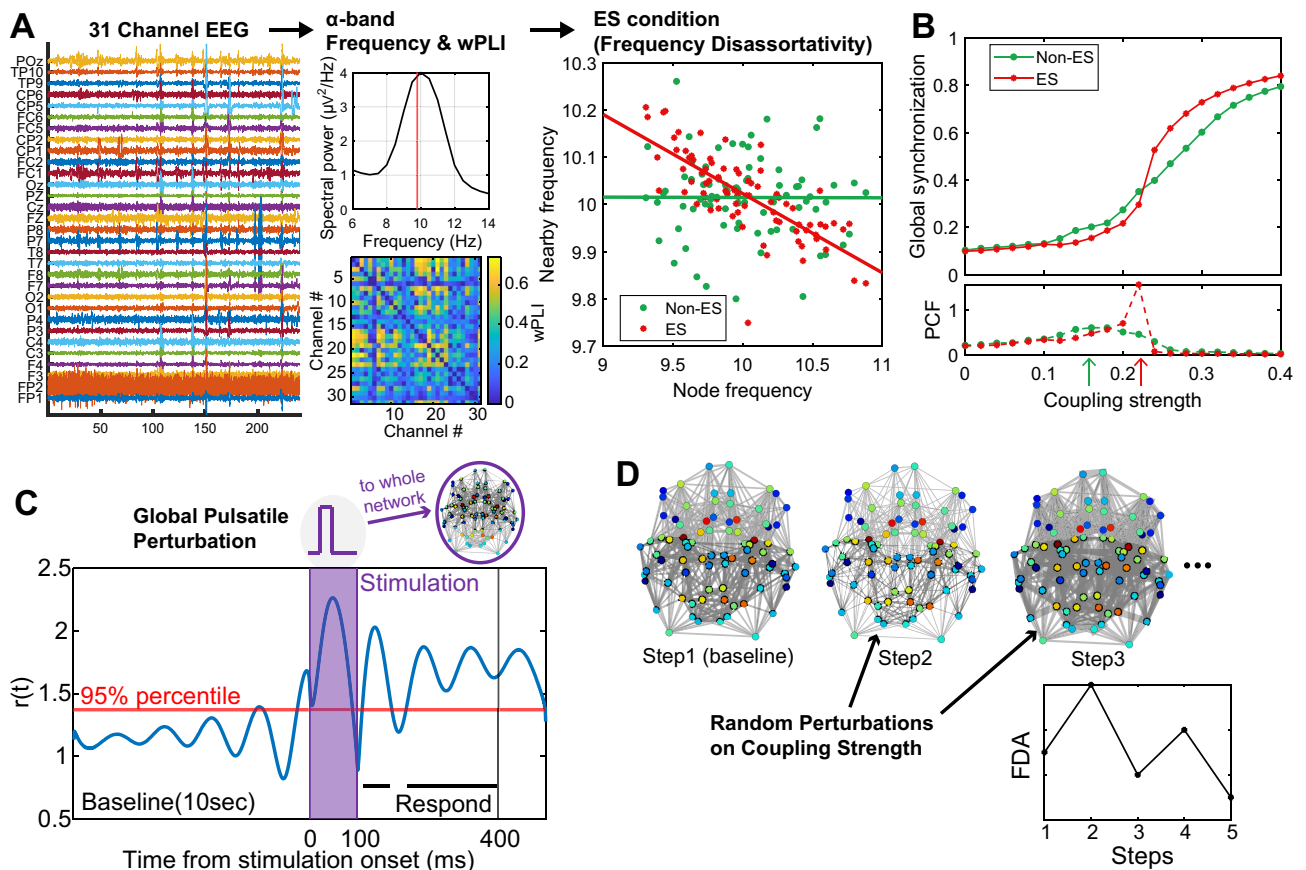 A
31 Channel EEG
α-band
Frequency & wPLI
ES condition
(Frequency Disassortativity)
POz
TP10
TP9
CP6
CP5
FC6
FC5
CP2
CP1
FC2
FC1
Oz
PZ
CZ
FZ
P8
P7
T8
T7
F8
F7
O2
O1
P4
P3
C4
C3
F4
F3
FP2
FP1
50
100
150
200
Spectral power (µV²/Hz)
4
3
2
1
0
6
8
10
12
14
Frequency (Hz)
Channel #
5
10
15
20
25
30
10
20
30
Channel #
0.6
0.4
0.2
0
wPLI
Nearby frequency
10.3
10.2
10.1
10
9.9
9.8
9.7
Non-ES
ES
9
9.5
10
10.5
11
Node frequency
B
Global synchronization
1
0.8
0.6
0.4
0.2
0
Non-ES
ES
PCF
1
0
0
0.1
0.2
0.3
0.4
Coupling strength
C
Global Pulsatile
Perturbation
to whole
network
r(t)
2.5
2
1.5
1
0.5
Stimulation
95% percentile
Baseline(10sec)
Respond
0
100
400
Time from stimulation onset (ms)
D
Step1 (baseline)
Step2
Step3
Random Perturbations
on Coupling Strength
FDA
1
2
3
4
5
Steps